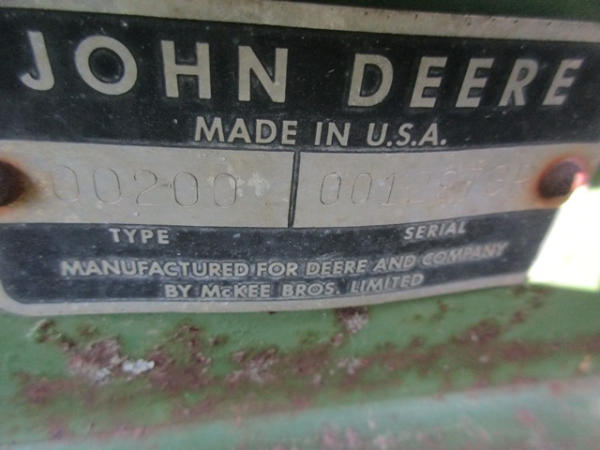 JOHN DEERE
MADE IN U.S.A.
00200
TYPE SERIAL
MANUFACTURED FOR DEERE AND COMPANY
BY McKEE BROS. LIMITED